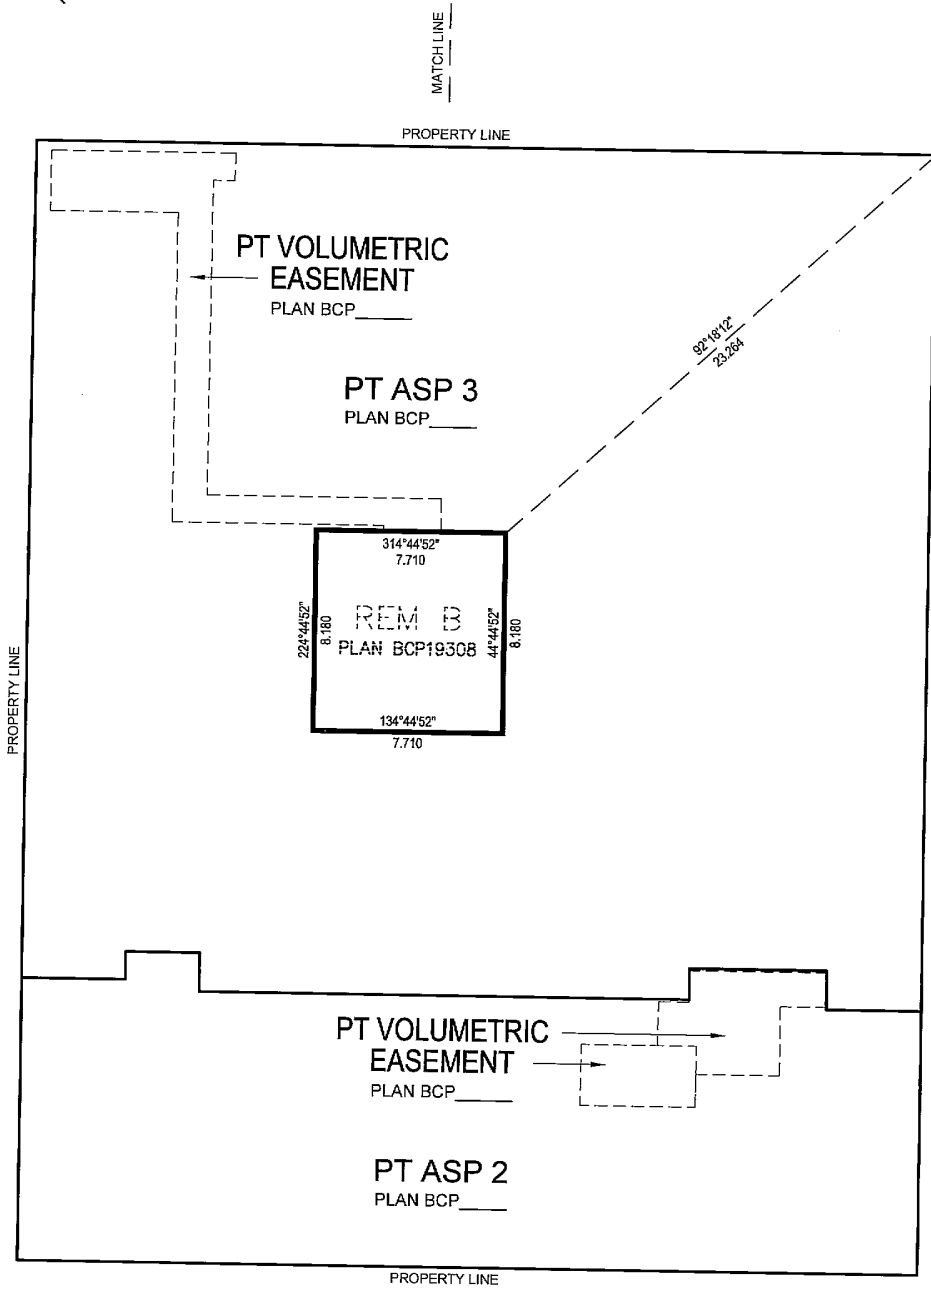 MATCH LINE
PROPERTY LINE
PT VOLUMETRIC
EASEMENT
PLAN BCP______
92°18'12"
23.264
PT ASP 3
PLAN BCP_____
314°44'52"
7.710
224°44'52"
8.180
REM B
PLAN BCP19308
44°44'52"
8.180
134°44'52"
7.710
PROPERTY LINE
PT VOLUMETRIC
EASEMENT
PLAN BCP______
PT ASP 2
PLAN BCP_____
PROPERTY LINE